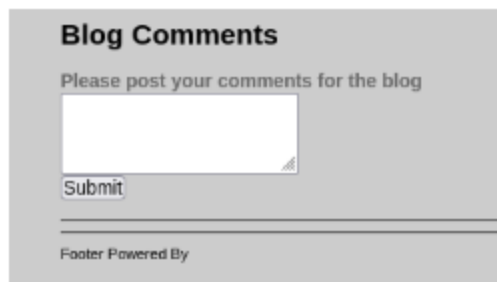 Blog Comments
Please post your comments for the blog
Submit
Footer Powered By